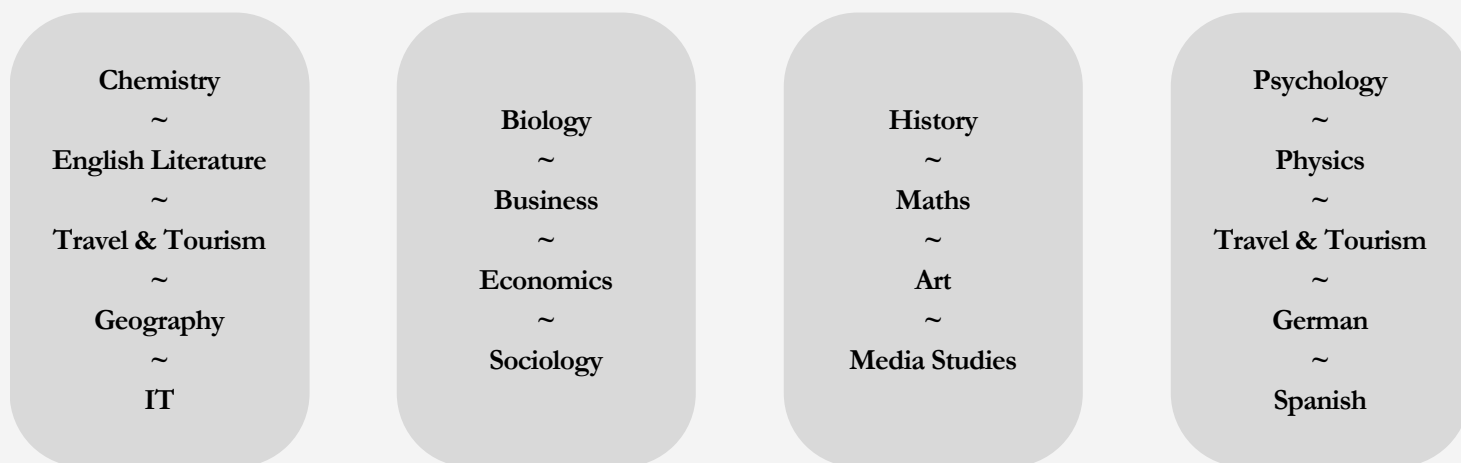 Chemistry
~
English Literature
~
Travel & Tourism
~
Geography
~
IT
Biology
~
Business
~
Economics
~
Sociology
History
~
Maths
~
Art
~
Media Studies
Psychology
~
Physics
~
Travel & Tourism
~
German
~
Spanish